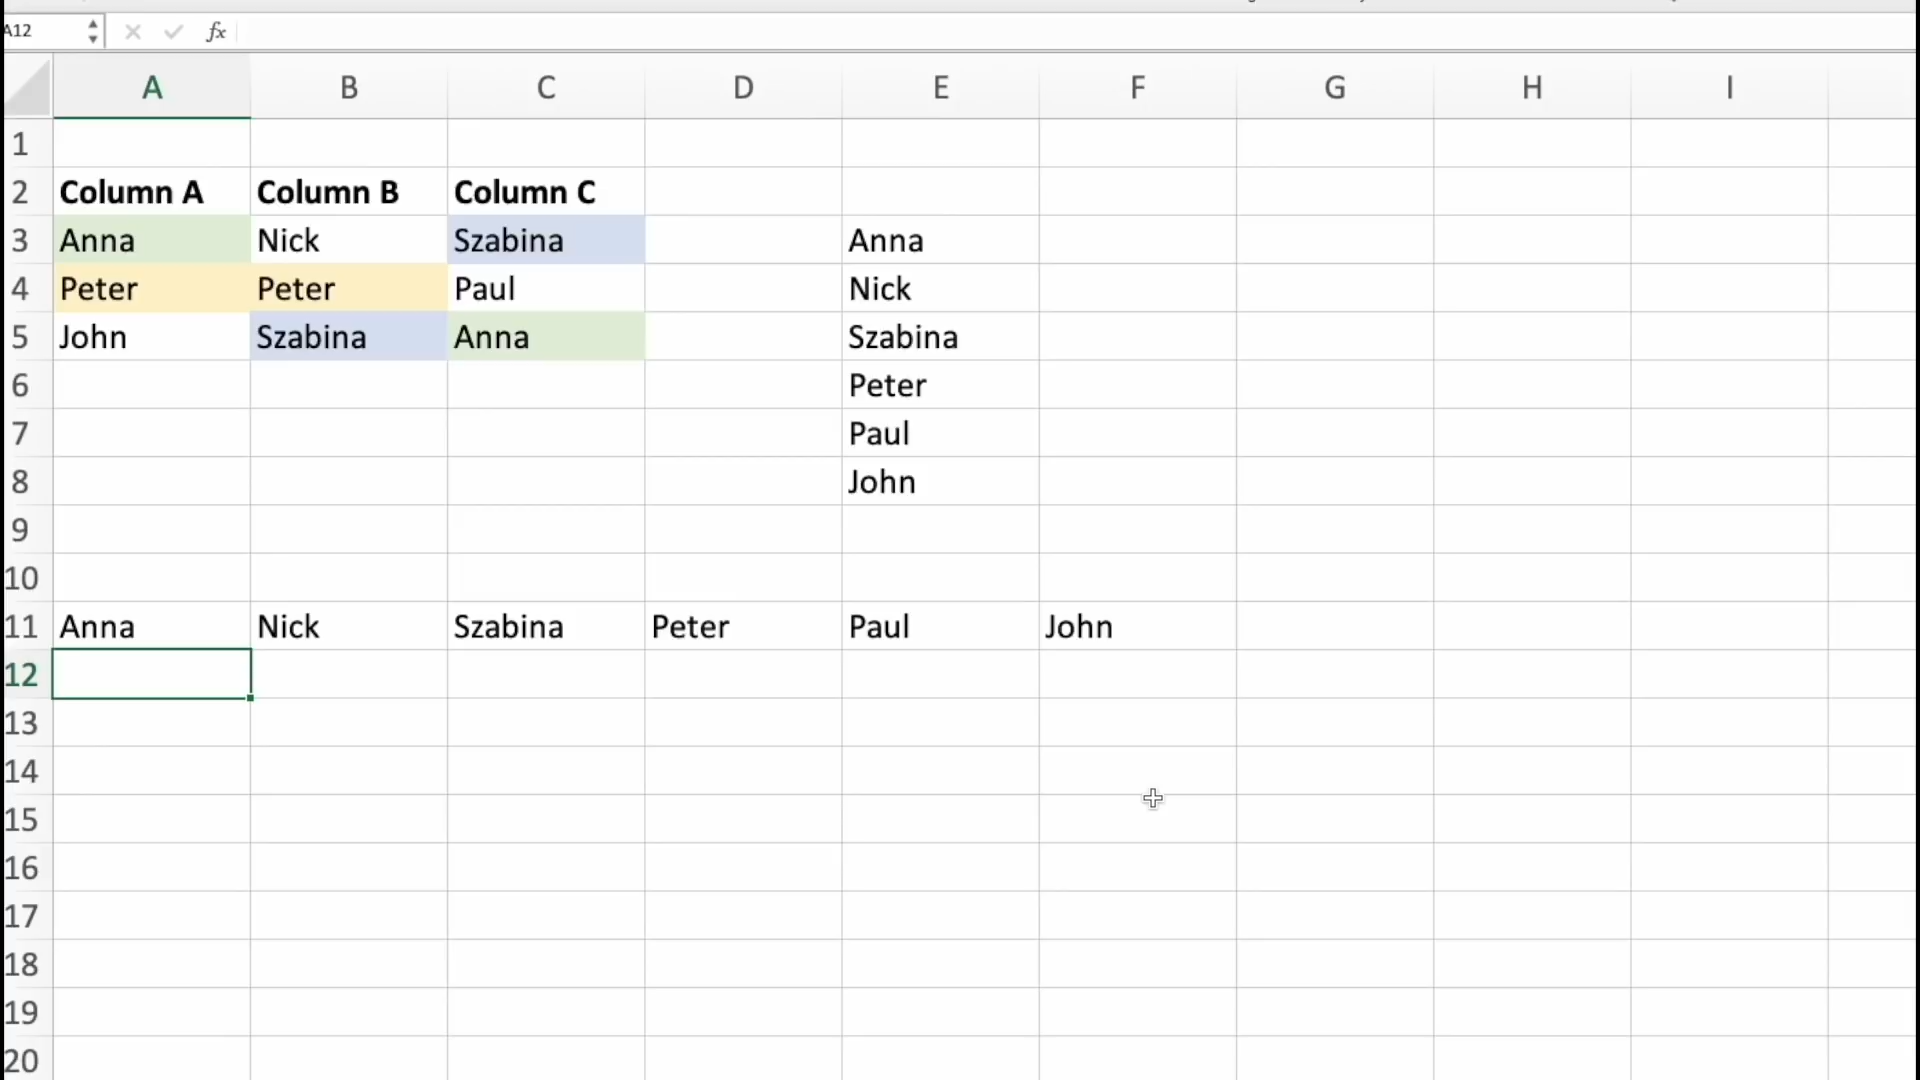 A12 fx
A B C D E F G H I
1
2 Column A Column B Column C
3 Anna Nick Szabina Anna
4 Peter Peter Paul Nick
5 John Szabina Anna Szabina
6 Peter
7 Paul
8 John
9
10
11 Anna Nick Szabina Peter Paul John
12
13
14
15
16
17
18
19
20